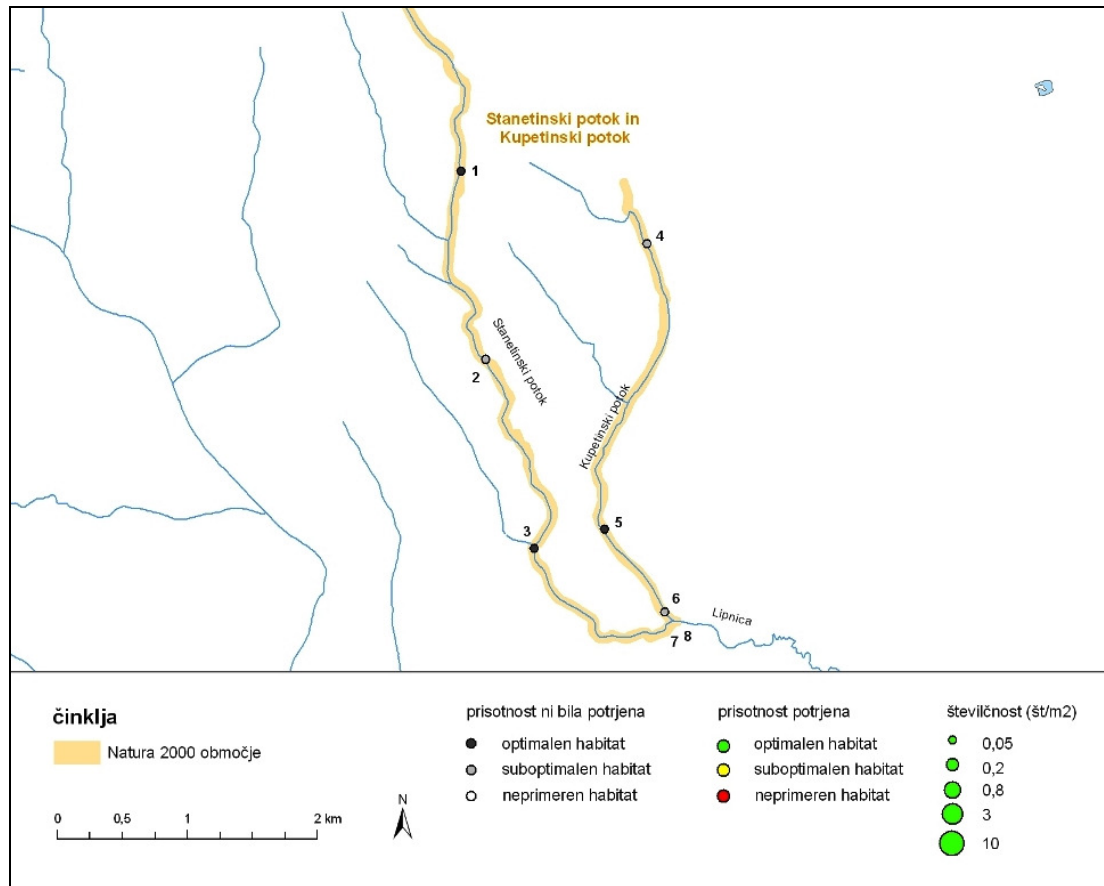 Stanetinski potok in
Kupetinski potok
1
4
Stanetinski potok
2
Kupetinski potok
3
5
6
Lipnica
7 8
činklja
Natura 2000 območje
0 0,5 1 2 km
N
prisotnost ni bila potrjena
optimalen habitat
suboptimalen habitat
neprimeren habitat
prisotnost potrjena
optimalen habitat
suboptimalen habitat
neprimeren habitat
številčnost (št/m2)
0,05
0,2
0,8
3
10